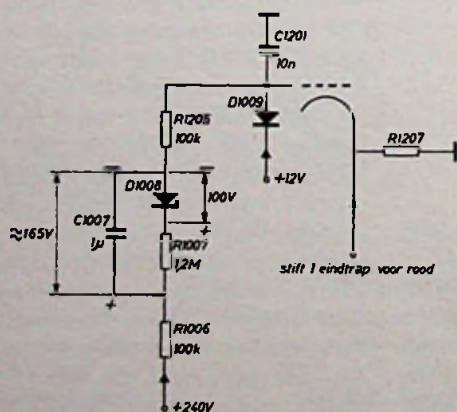 C1201
10n
D1009
R1205
100k
R1207
+12V
D1008
100V
C1007
1µ
≈165V
R1007
1,2M
stift 1 eindtrap voor rood
R1006
100k
+240V